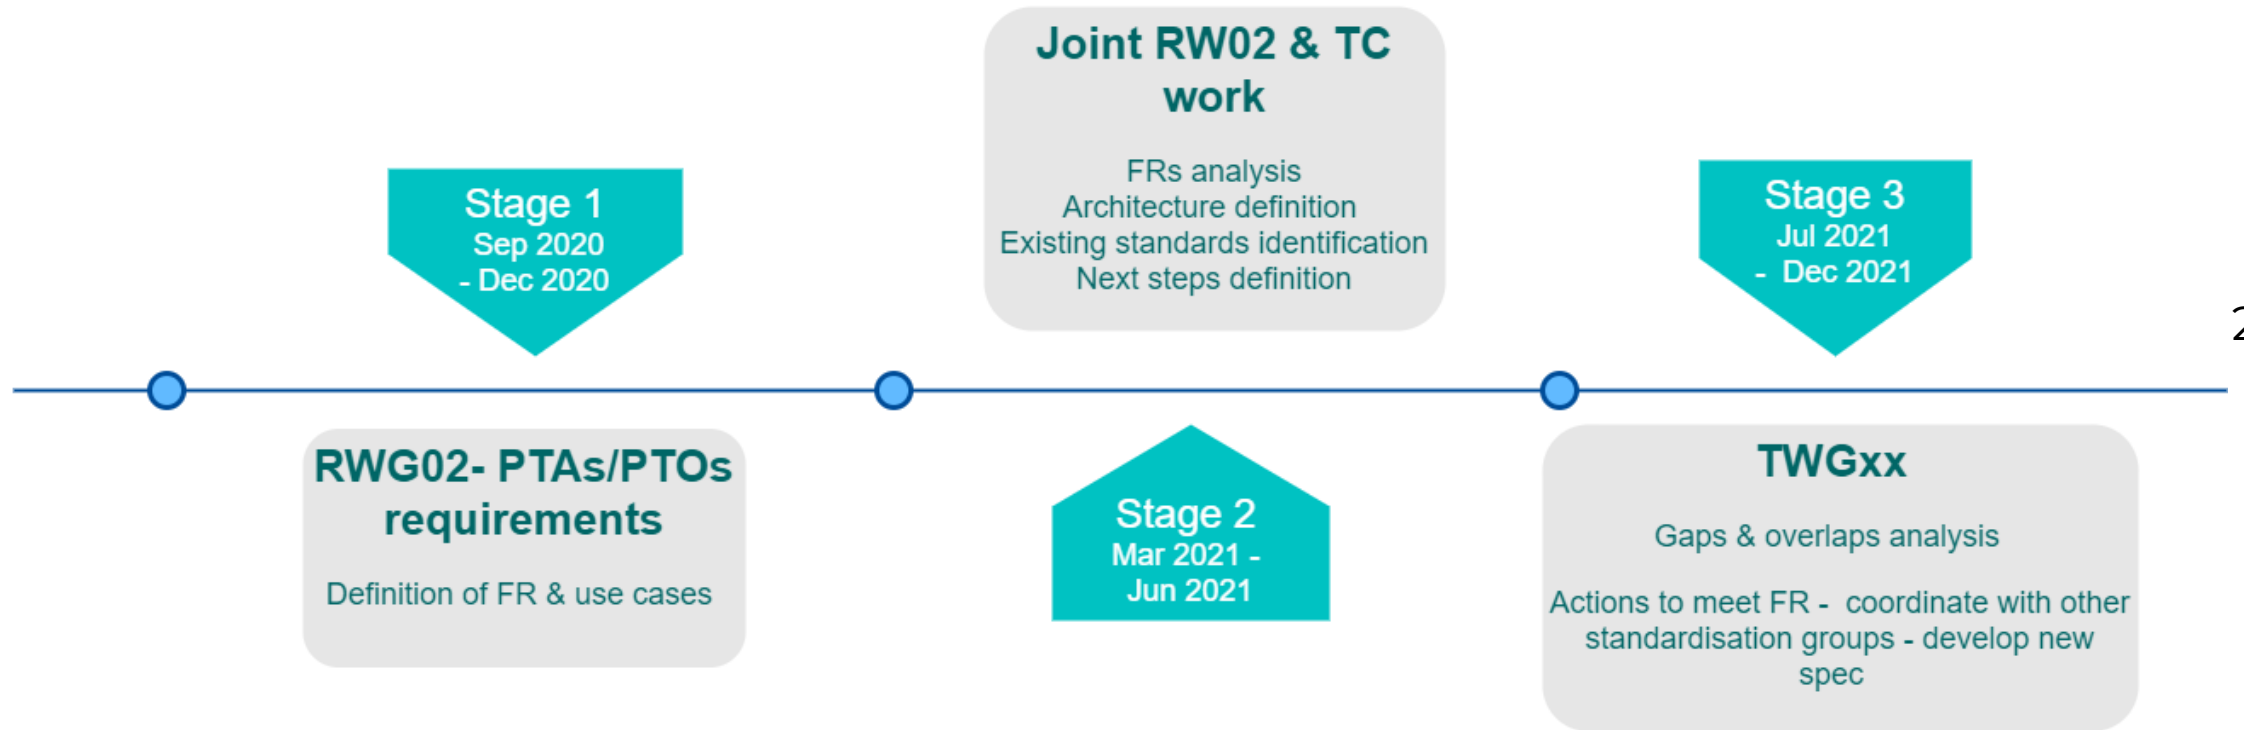 Stage 1
Sep 2020
- Dec 2020
RWG02- PTAs/PTOs
requirements
Definition of FR & use cases
Joint RW02 & TC
work
FRs analysis
Architecture definition
Existing standards identification
Next steps definition
Stage 2
Mar 2021 -
Jun 2021
Stage 3
Jul 2021
- Dec 2021
TWGxx
Gaps & overlaps analysis
Actions to meet FR - coordinate with other
standardisation groups - develop new
spec